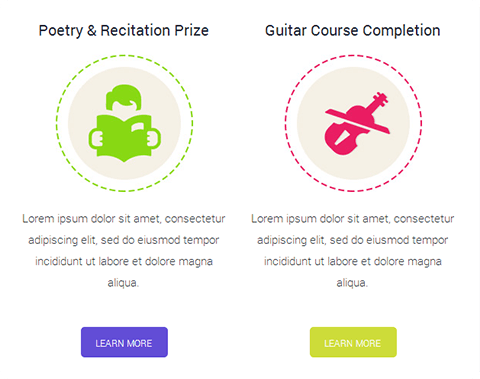 Poetry & Recitation Prize
Lorem ipsum dolor sit amet, consectetur
adipiscing elit, sed do eiusmod tempor
incididunt ut labore et dolore magna
aliqua.
LEARN MORE
Guitar Course Completion
Lorem ipsum dolor sit amet, consectetur
adipiscing elit, sed do eiusmod tempor
incididunt ut labore et dolore magna
aliqua.
LEARN MORE